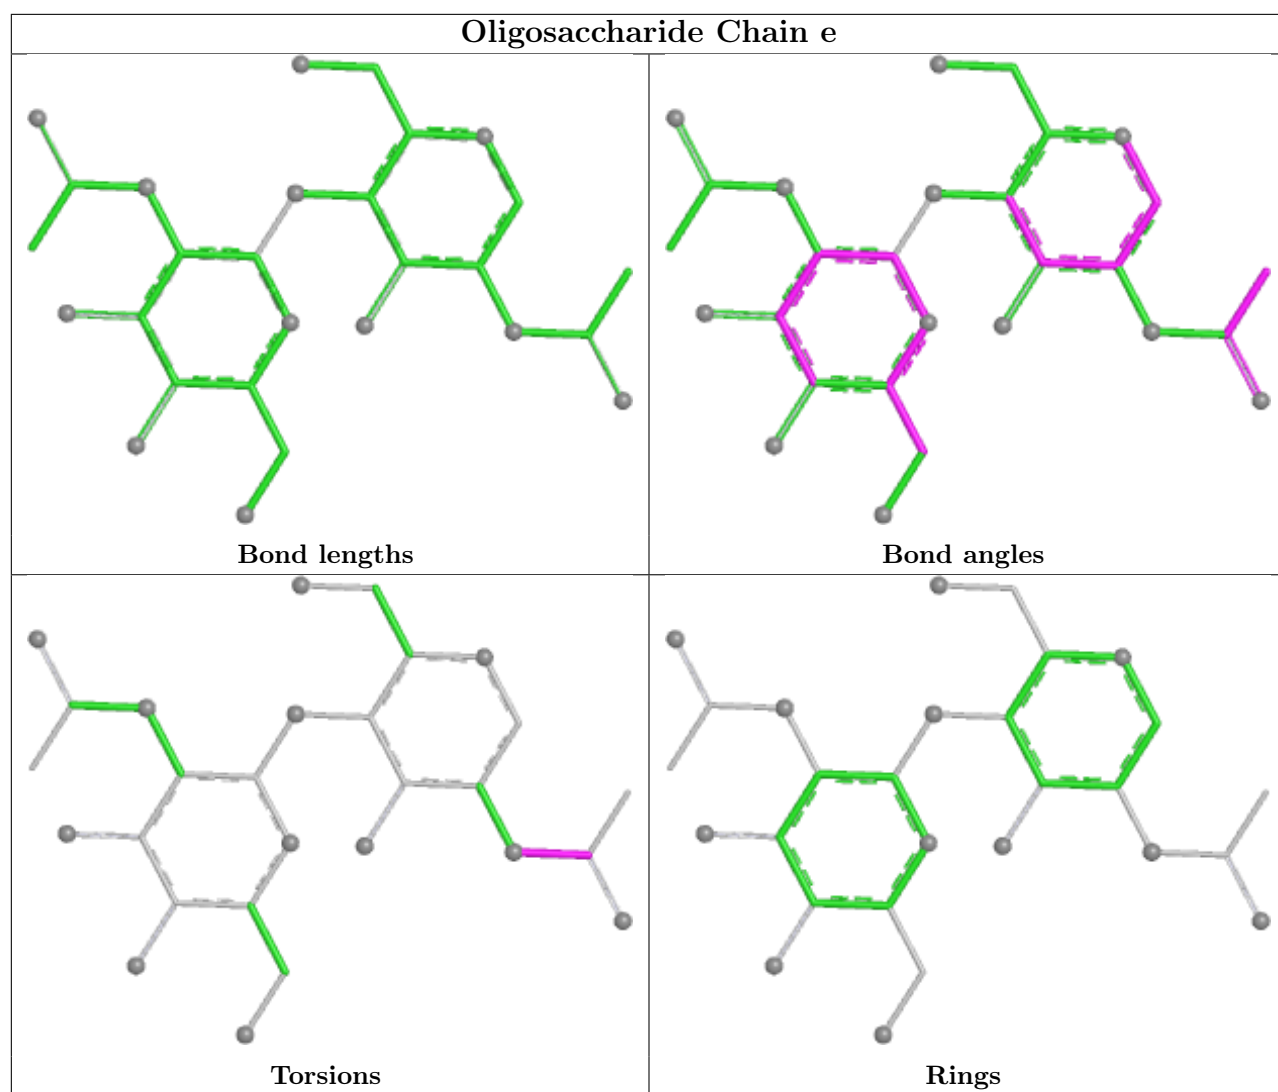 Oligosaccharide Chain e
Bond lengths
Bond angles
Torsions
Rings